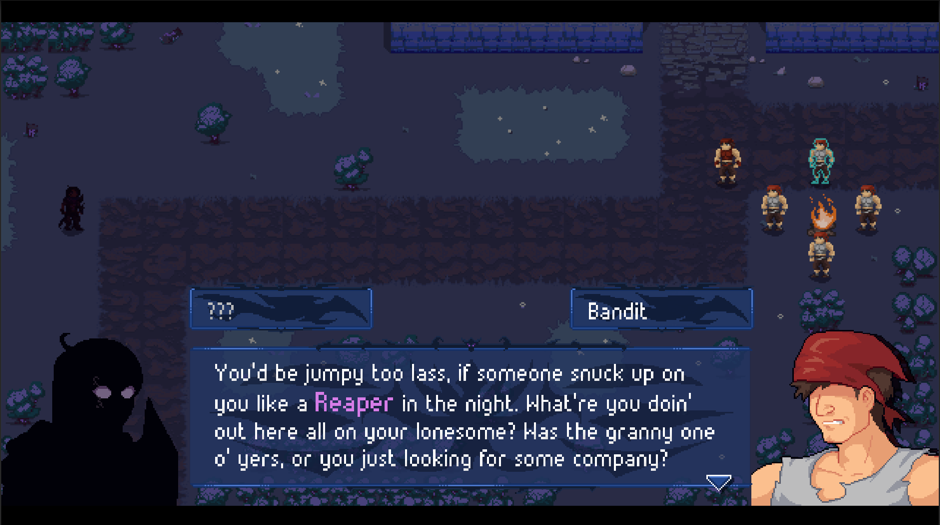 ???
Bandit
You'd be jumpy too lass, if someone snuck up on
you like a Reaper in the night. What're you doin'
out here all on your lonesome? Was the granny one
o' yers, or you just looking for some company?